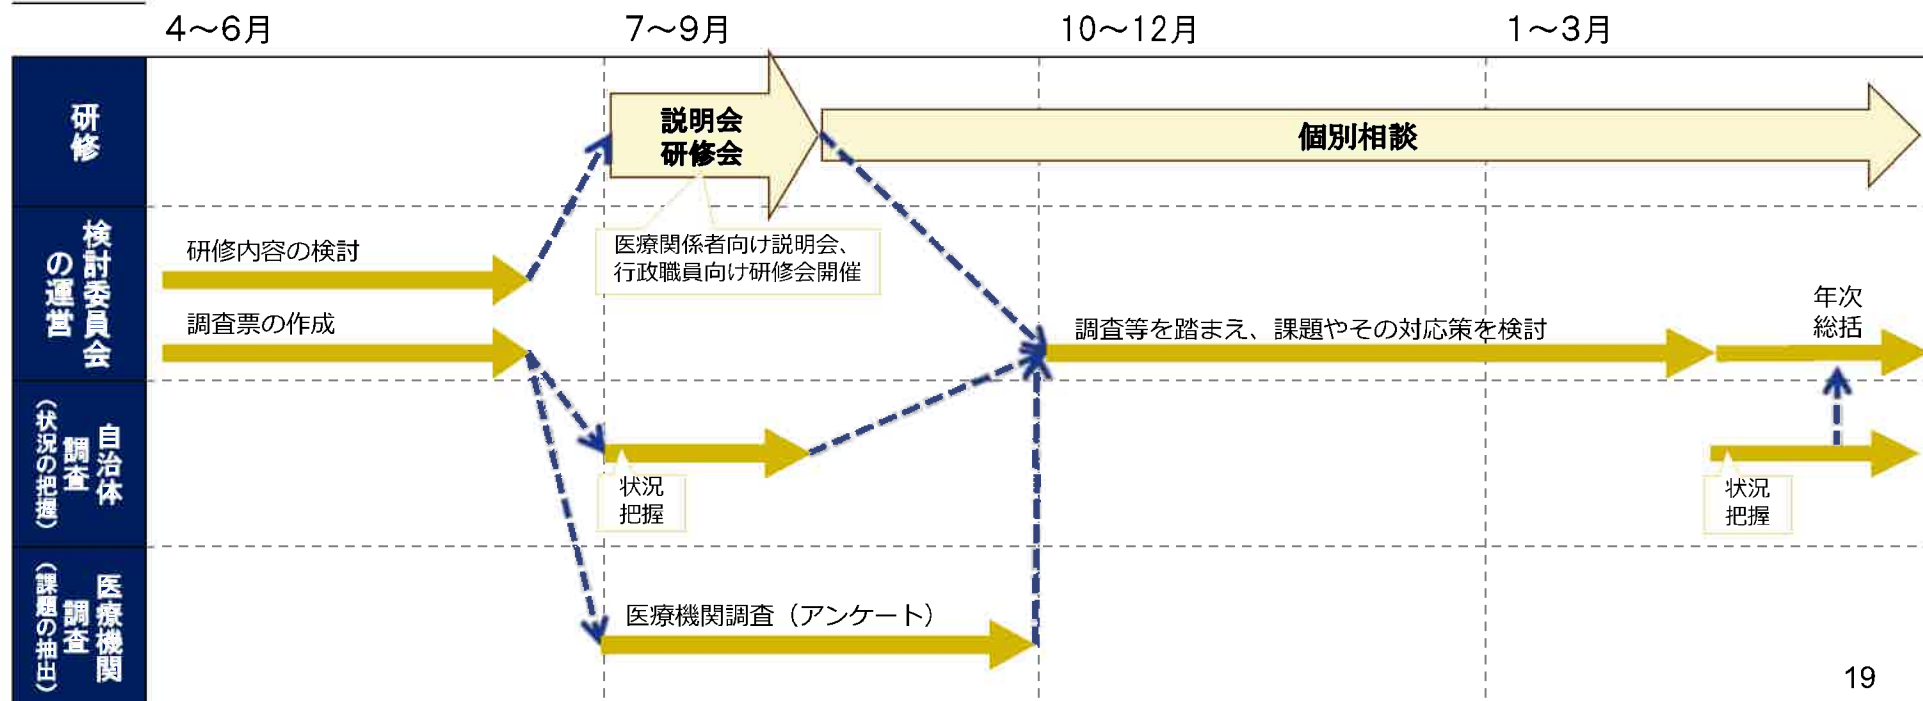 4～6月
7～9月
10～12月
1～3月
研修
説明会
研修会
個別相談
検討委員会
の運営
研修内容の検討
医療関係者向け説明会、
行政職員向け研修会開催
調査票の作成
調査等を踏まえ、課題やその対応策を検討
年次
総括
自治体
調査
（状況の把握）
状況
把握
状況
把握
医療機関
調査
（課題の抽出）
医療機関調査（アンケート）
19